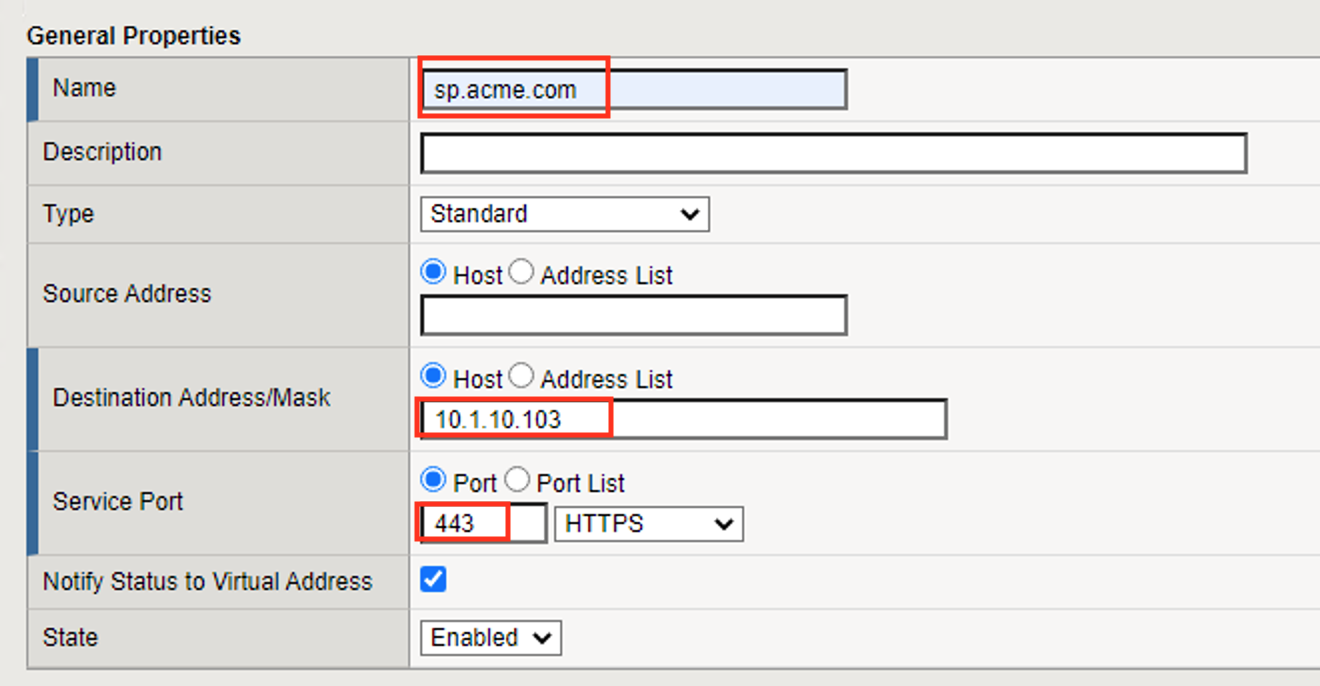 General Properties
Name sp.acme.com
Description
Type Standard
Source Address Host Address List
Destination Address/Mask Host Address List
10.1.10.103
Service Port Port Port List
443 HTTPS
Notify Status to Virtual Address
State Enabled